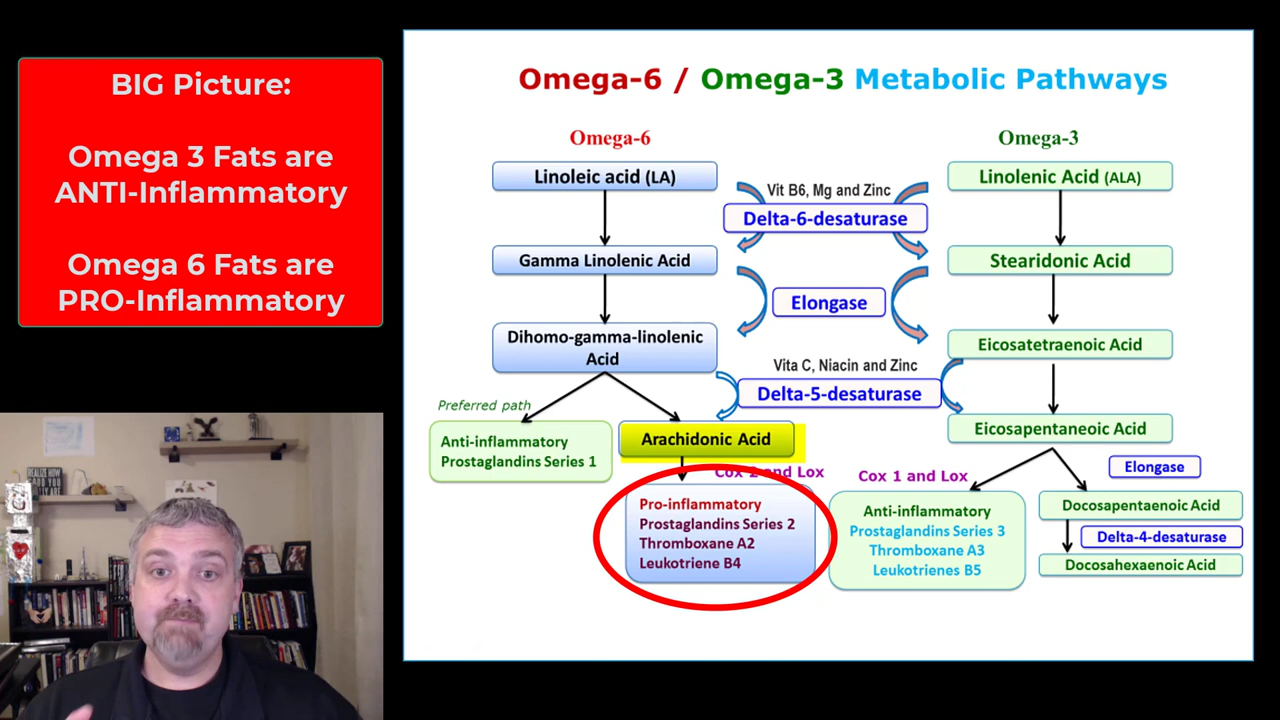 BIG Picture:
Omega 3 Fats are
ANTI-Inflammatory
Omega 6 Fats are
PRO-Inflammatory
Omega-6 / Omega-3 Metabolic Pathways
Omega-6
Omega-3
Linoleic acid (LA)
Vit B6, Mg and Zinc
Linolenic Acid (ALA)
Delta-6-desaturase
Gamma Linolenic Acid
Stearidonic Acid
Elongase
Dihomo-gamma-linolenic
Acid
Eicosatetraenoic Acid
Vita C, Niacin and Zinc
Delta-5-desaturase
Preferred path
Anti-inflammatory
Prostaglandins Series 1
Arachidonic Acid
Eicosapentaneoic Acid
Cox 2 and Lox
Cox 1 and Lox
Elongase
Pro-inflammatory
Prostaglandins Series 2
Thromboxane A2
Leukotriene B4
Anti-inflammatory
Prostaglandins Series 3
Thromboxane A3
Leukotrienes B5
Docosapentaenoic Acid
Delta-4-desaturase
Docosahexaenoic Acid